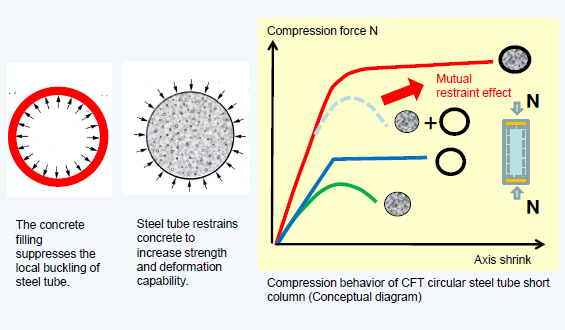 Compression force N
Mutual
restraint effect
N
+
N
Axis shrink
The concrete
filling
suppresses the
local buckling of
steel tube.
Steel tube restrains
concrete to
increase strength
and deformation
capability.
Compression behavior of CFT circular steel tube short
column (Conceptual diagram)